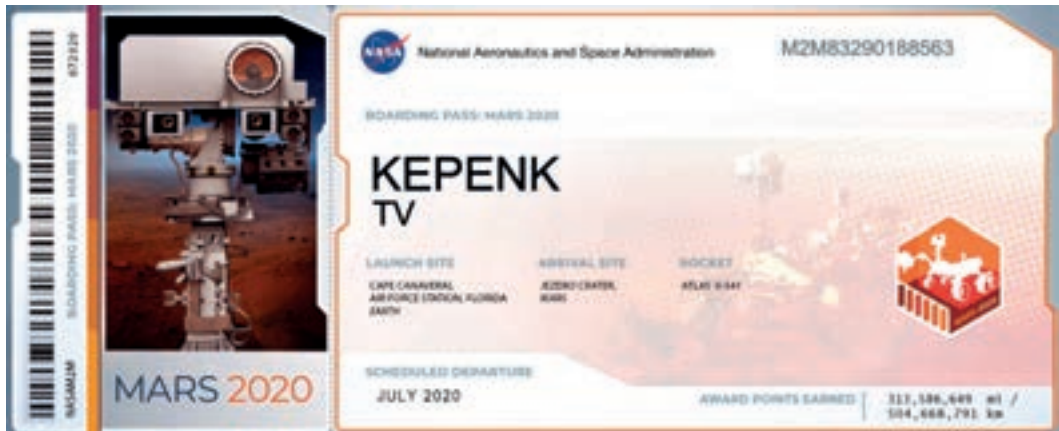 072020
BOARDING PASS: MARS 2020
NASAM2M
MARS 2020
NASA
National Aeronautics and Space Administration
M2M83290188563
BOARDING PASS: MARS 2020
KEPENK
TV
LAUNCH SITE
CAPE CANAVERAL
AIR FORCE STATION, FLORIDA
EARTH
ARRIVAL SITE
JEZERO CRATER,
MARS
ROCKET
ATLAS V-541
SCHEDULED DEPARTURE
JULY 2020
AWARD POINTS EARNED
313,586,649 mi /
504,668,791 km